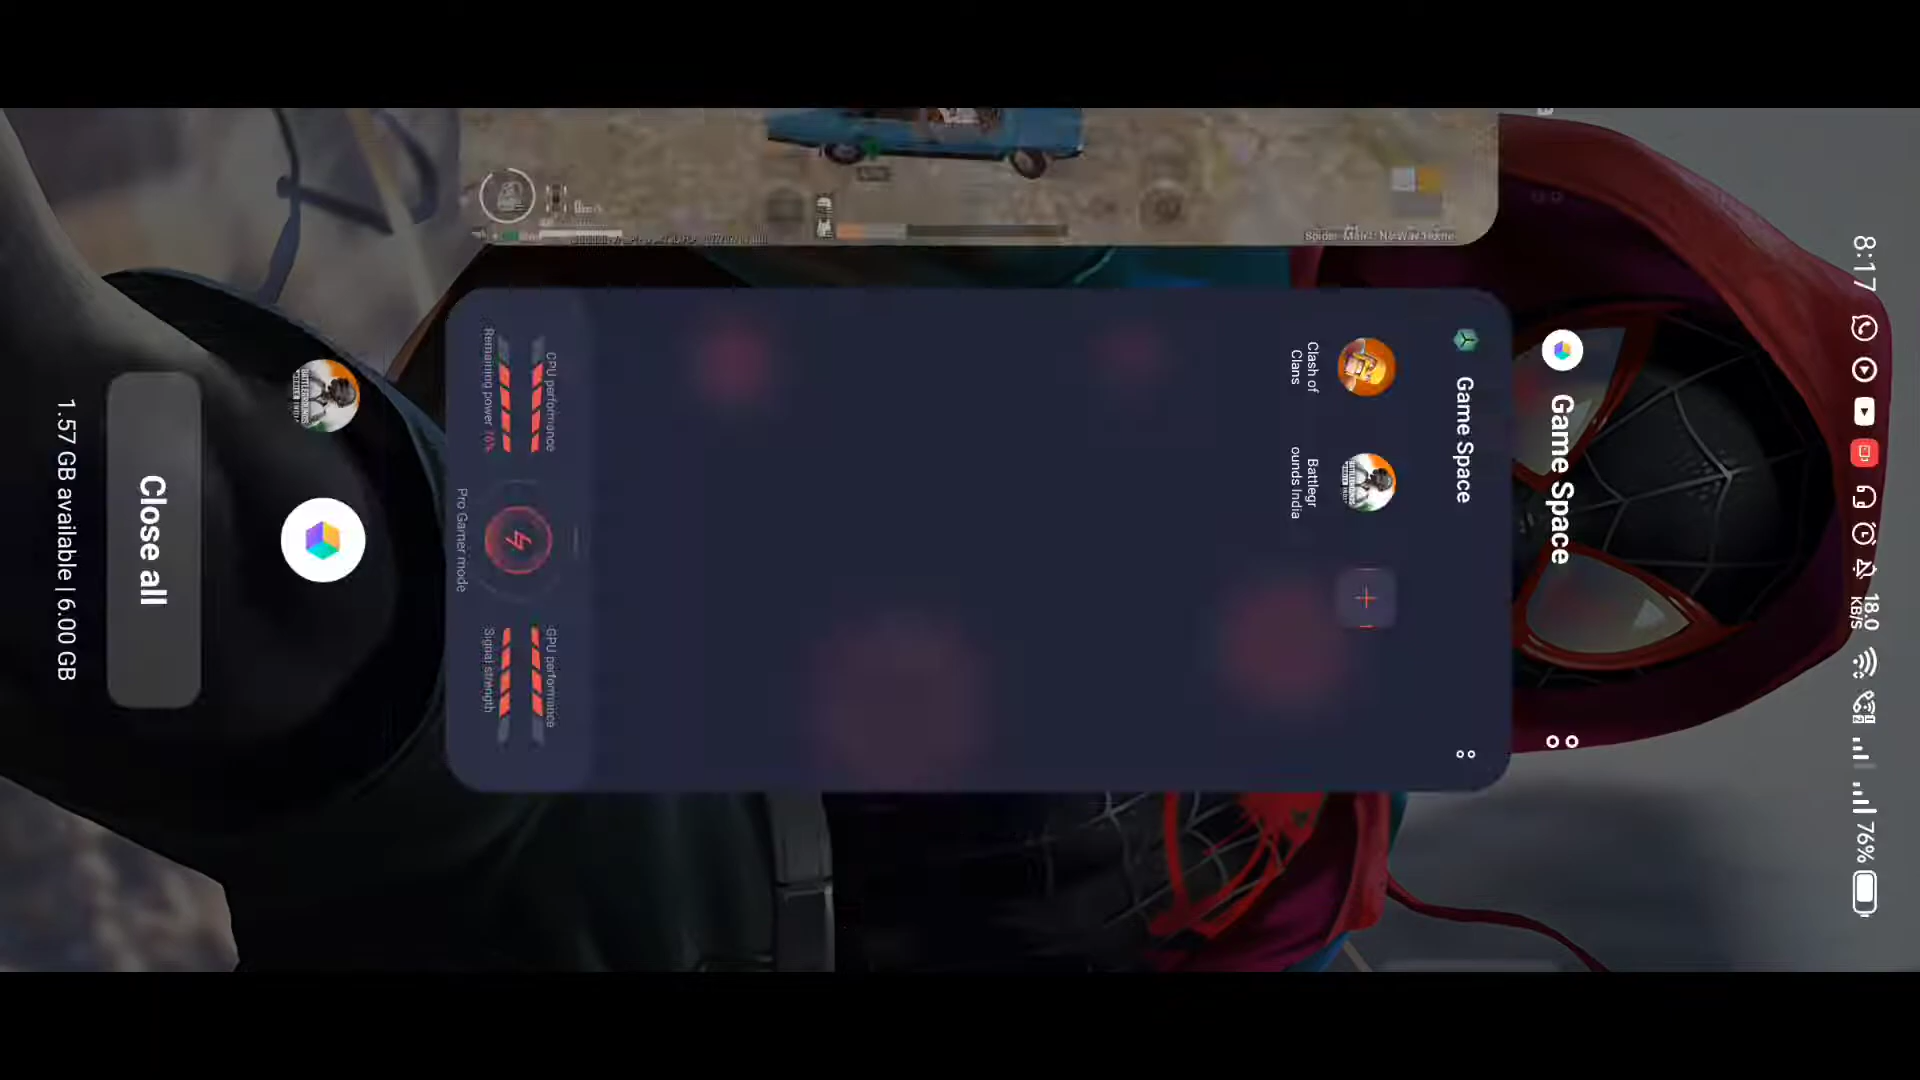 8:17
18.0
KB/S
76%
Game Space
Game Space
Clash of
Clans
Battlegr
ounds India
CPU performance
Remaining power 76%
Pro Gamer mode
GPU performance
Signal strength
Close all
1.57 GB available | 6.00 GB